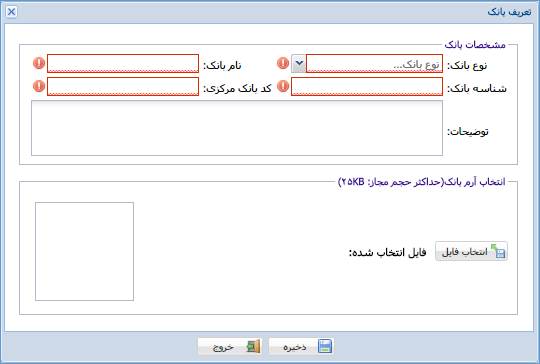 تعریف بانک
مشخصات بانک
نوع بانک: نوع بانک... نام بانک:
شناسه بانک: کد بانک مرکزی:
توضیحات:
انتخاب آرم بانک(حداکثر حجم مجاز: ۲۵KB)
انتخاب فایل فایل انتخاب شده:
ذخیره خروج